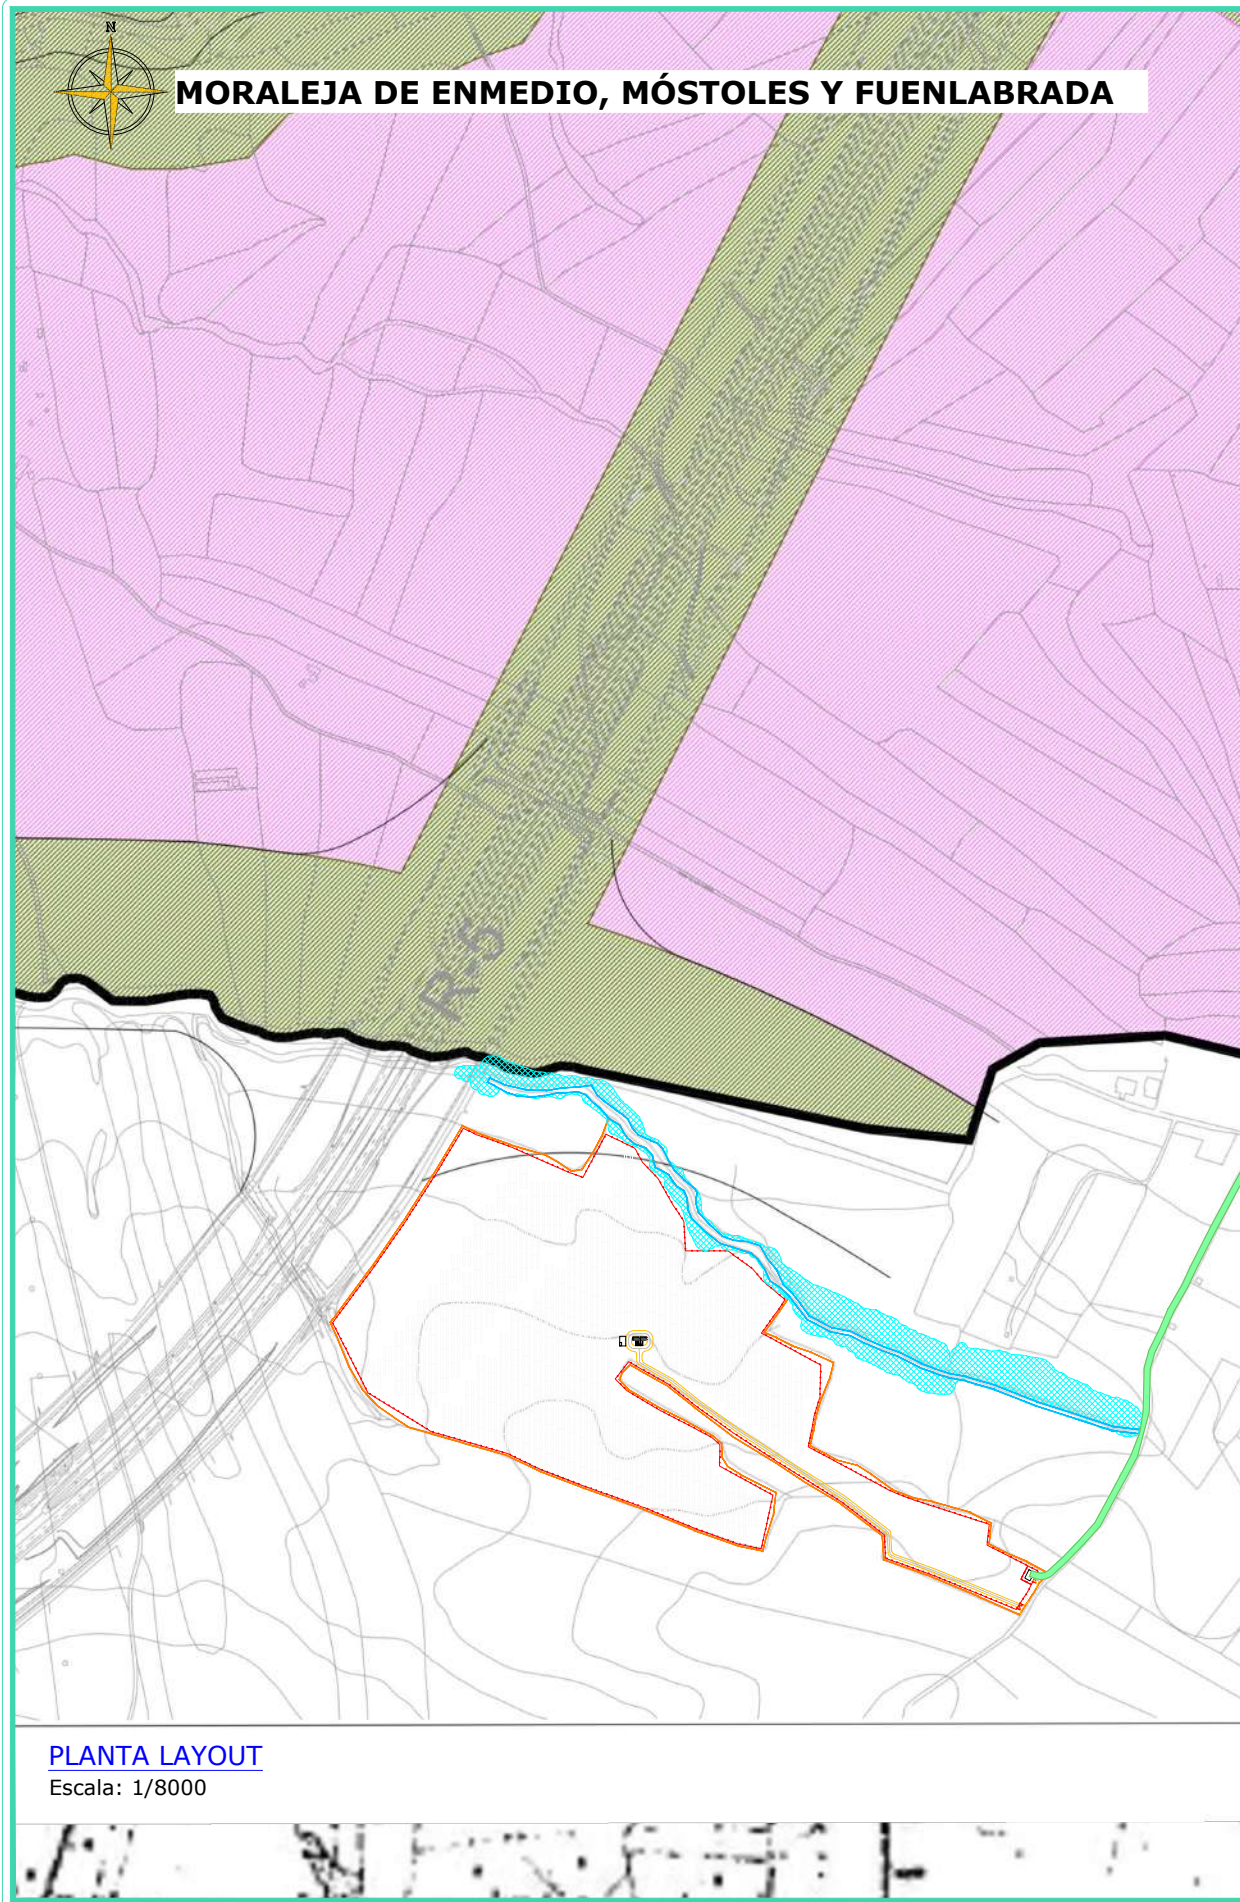 N
MORALEJA DE ENMEDIO, MÓSTOLES Y FUENLABRADA
R-5
PLANTA LAYOUT
Escala: 1/8000